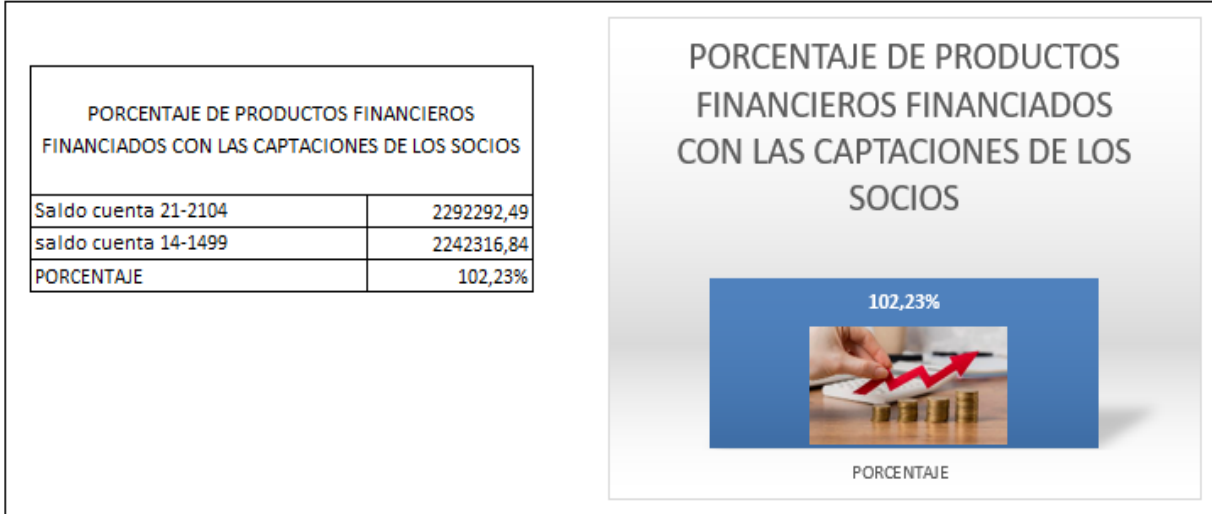 PORCENTAJE DE PRODUCTOS FINANCIEROS
FINANCIADOS CON LAS CAPTACIONES DE LOS SOCIOS
Saldo cuenta 21-2104 2292292,49
saldo cuenta 14-1499 2242316,84
PORCENTAJE 102,23%
PORCENTAJE DE PRODUCTOS
FINANCIEROS FINANCIADOS
CON LAS CAPTACIONES DE LOS
SOCIOS
102,23%
PORCENTAJE